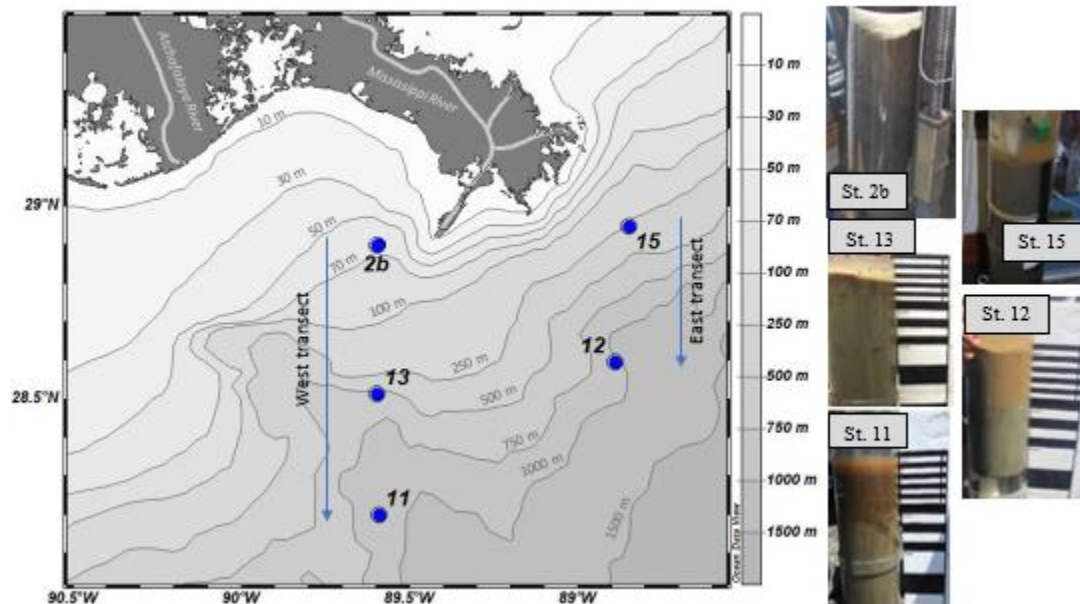 Atchafalaya River
Mississippi River
10 m
30 m
50 m
70 m
100 m
250 m
500 m
750 m
1000 m
1500 m
2b
13
11
15
12
West transect
East transect
29°N
28.5°N
90.5°W
90°W
89.5°W
89°W
10 m
30 m
50 m
70 m
100 m
250 m
500 m
750 m
1000 m
1500 m
Ocean Data View
St. 2b
St. 15
St. 13
St. 12
St. 11